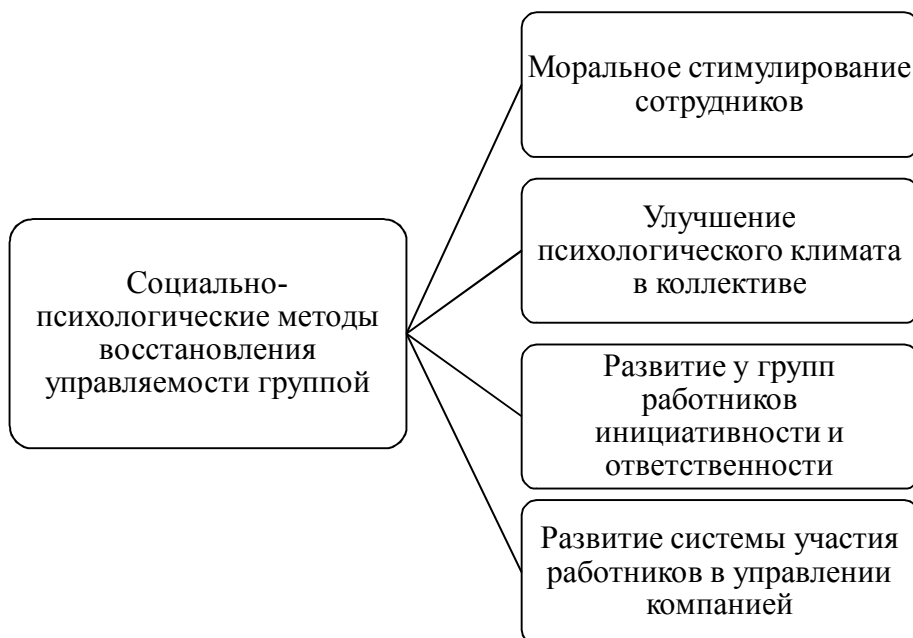 Социально-
психологические методы
восстановления
управляемости группой
Моральное стимулирование
сотрудников
Улучшение
психологического климата
в коллективе
Развитие у групп
работников
инициативности и
ответственности
Развитие системы участия
работников в управлении
компанией